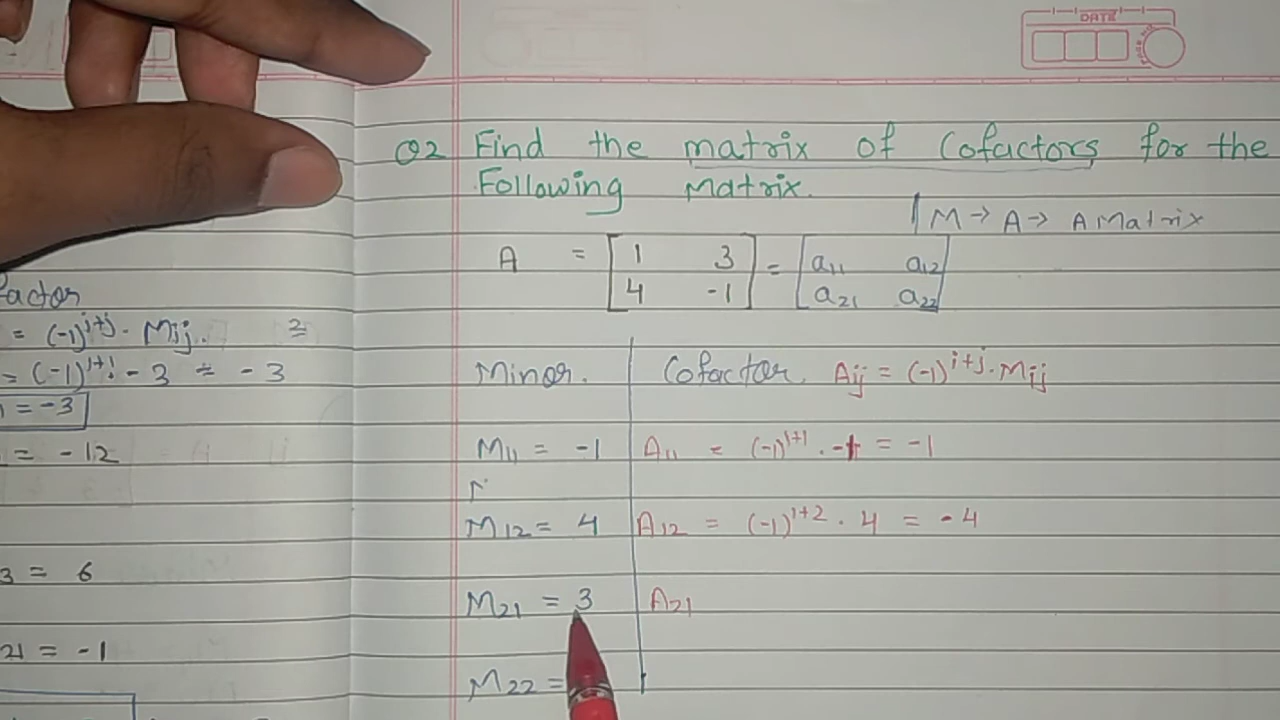 DATE
Q2 Find the matrix of Cofactors for the
Following matrix.
M → A → A Matrix
A = [1 3 = [a11 a12
4 -1] a21 a22]
Minor. Cofactor. Aij = (-1)^i+j · Mij
M11 = -1 A11 = (-1)^1+1 · -1 = -1
M12 = 4 A12 = (-1)^1+2 · 4 = -4
M21 = 3 A21
M22 =
factor
= (-1)^i+j - Mij.
= (-1)^1+1 - 3 = -3
= -3
= -12
3 = 6
21 = -1